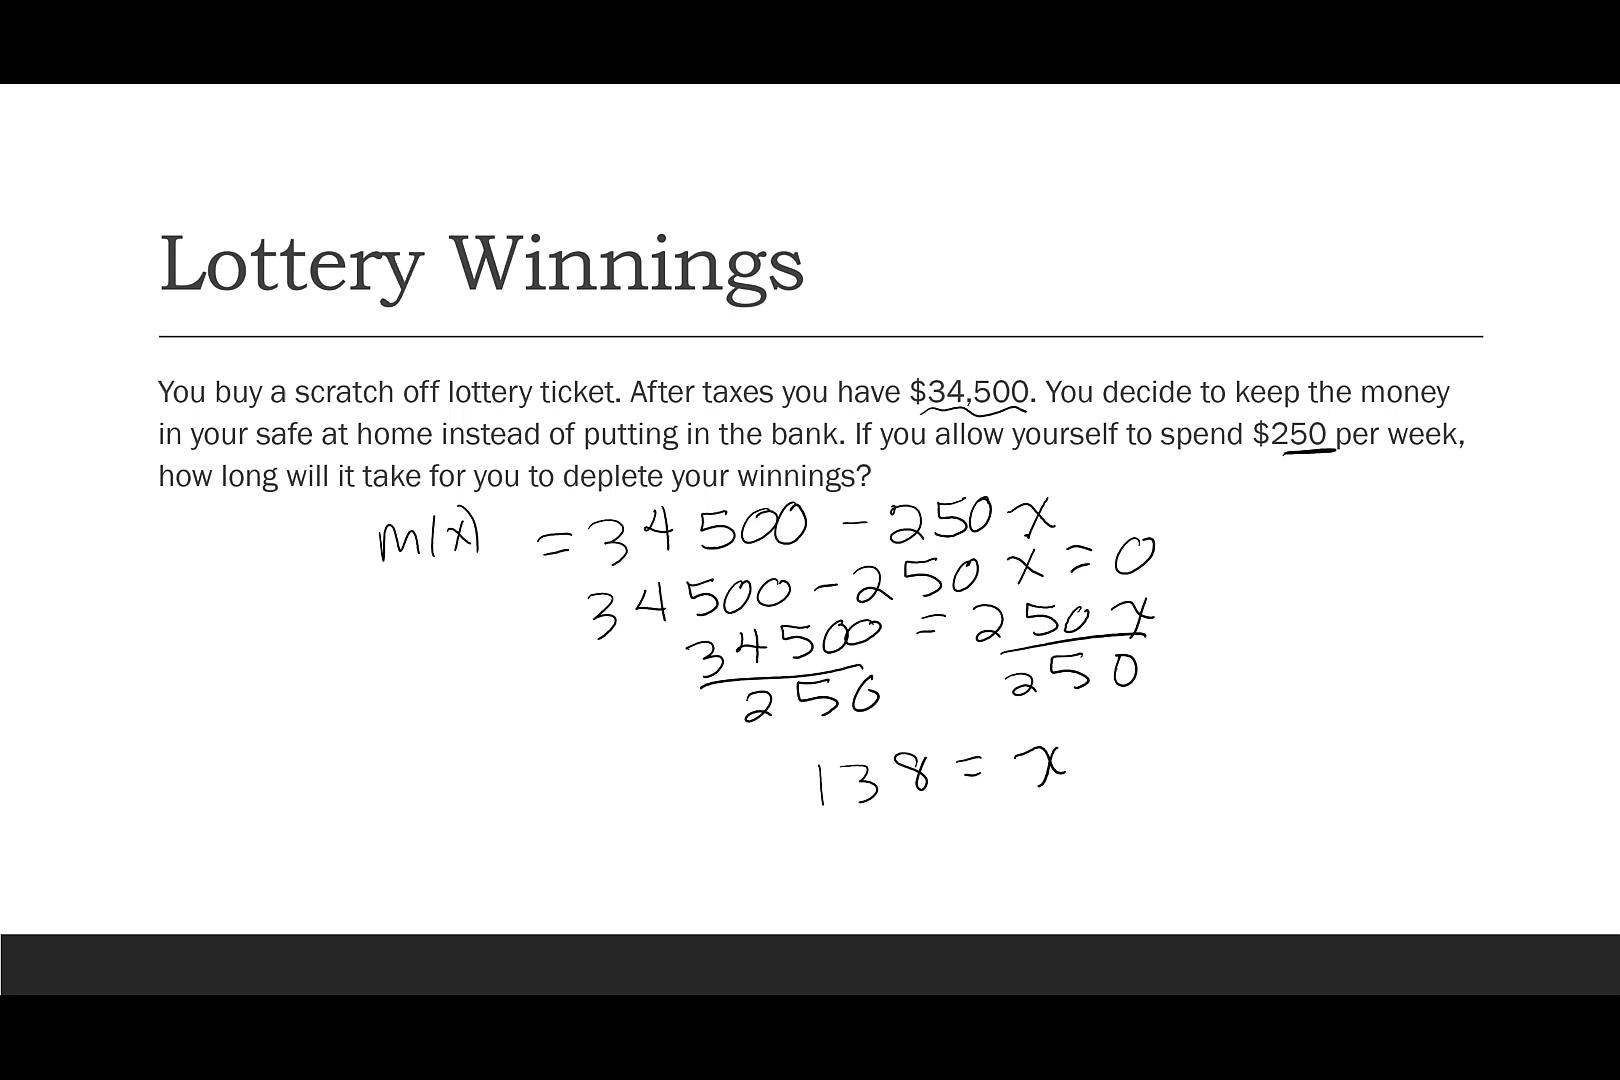 Lottery Winnings
You buy a scratch off lottery ticket. After taxes you have $34,500. You decide to keep the money
in your safe at home instead of putting in the bank. If you allow yourself to spend $250 per week,
how long will it take for you to deplete your winnings?
m(x) = 34500 - 250x
34500 - 250x = 0
34500 = 250x
250 250
138 = x